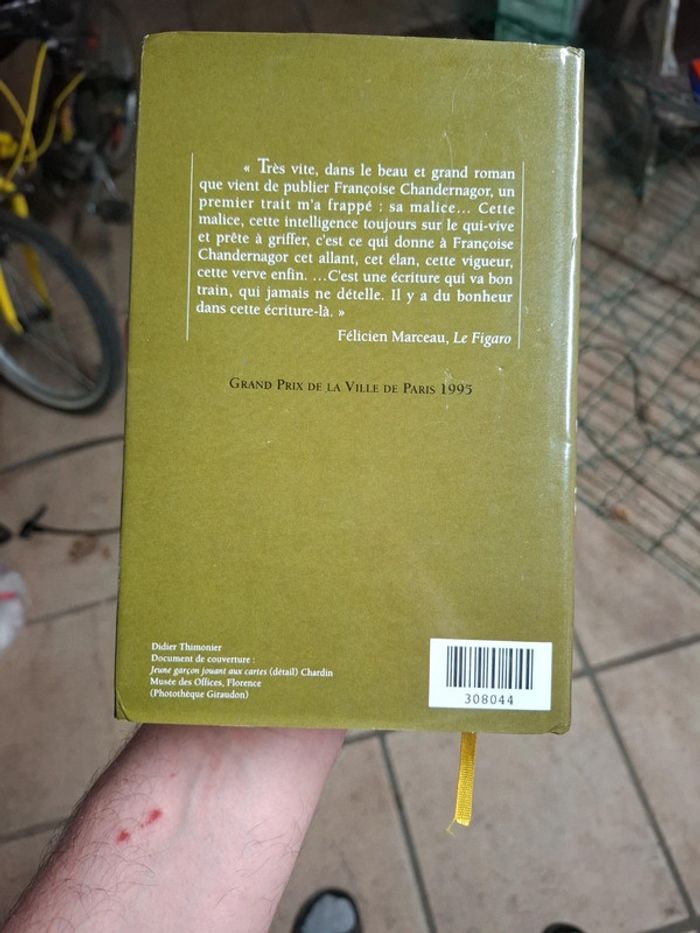 « Très vite, dans le beau et grand roman
que vient de publier Françoise Chandernagor, un
premier trait m'a frappé : sa malice... Cette
malice, cette intelligence toujours sur le qui-vive
et prête à griffer, c'est ce qui donne à Françoise
Chandernagor cet allant, cet élan, cette vigueur,
cette verve enfin. ...C'est une écriture qui va bon
train, qui jamais ne dételle. Il y a du bonheur
dans cette écriture-là. »
Félicien Marceau, Le Figaro
GRAND PRIX DE LA VILLE DE PARIS 1995
Didier Thimonier
Document de couverture :
Jeune garçon jouant aux cartes (détail) Chardin
Musée des Offices, Florence
(Photothèque Giraudon)
308044